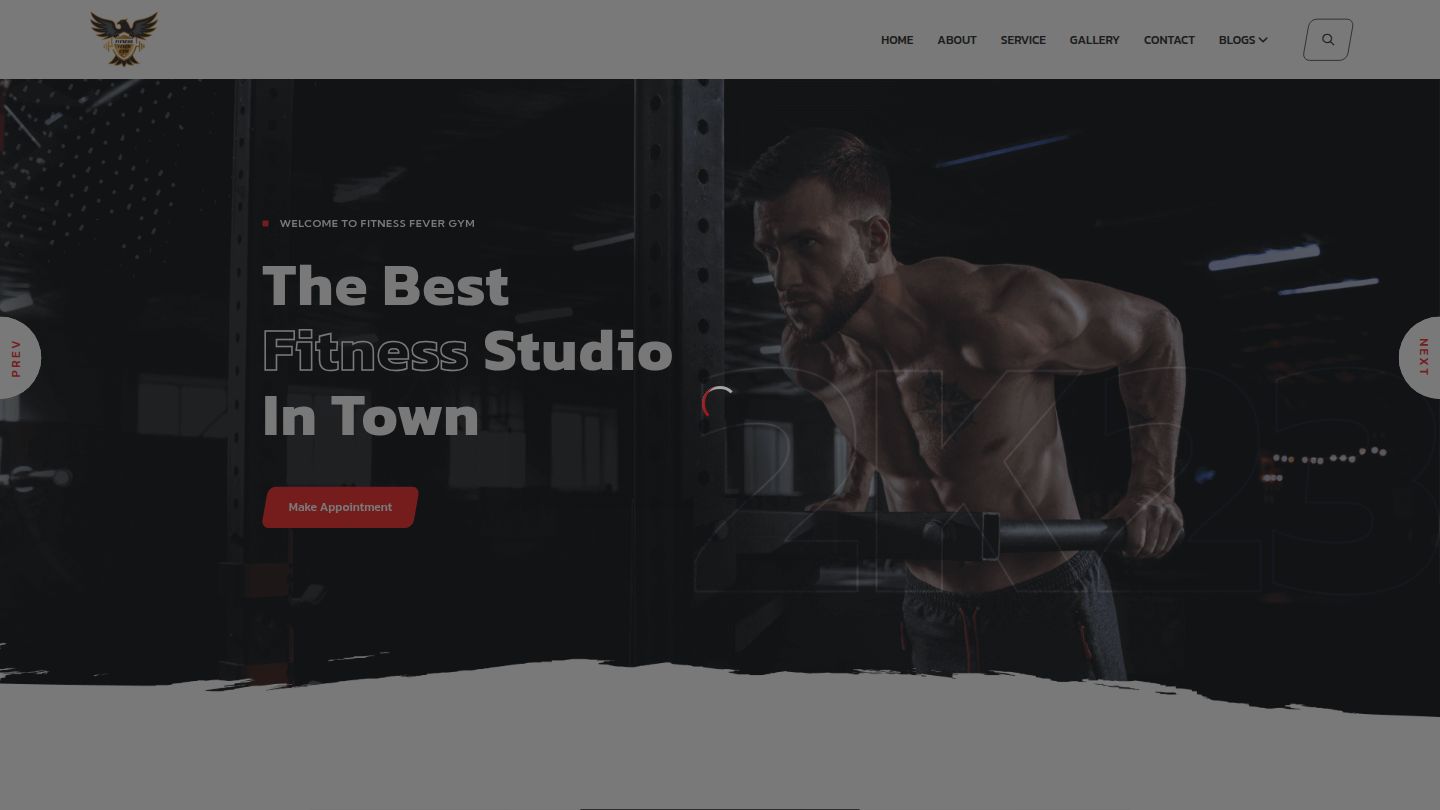 HOME ABOUT SERVICE GALLERY CONTACT BLOGS
WELCOME TO FITNESS FEVER GYM
The Best
Fitness Studio
In Town
PREV
NEXT
2K23
Make Appointment